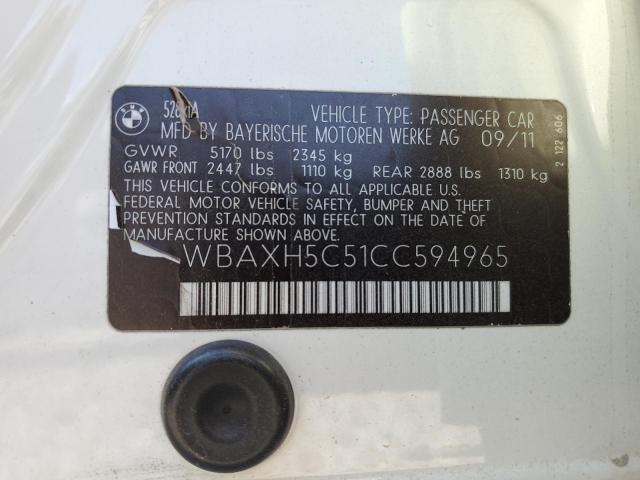 BMW
VEHICLE TYPE: PASSENGER CAR
MFD BY BAYERISCHE MOTOREN WERKE AG 09/11
GVWR 5170 lbs 2345 kg
GAWR FRONT 2447 lbs 1110 kg REAR 2888 lbs 1310 kg
THIS VEHICLE CONFORMS TO ALL APPLICABLE U.S.
FEDERAL MOTOR VEHICLE SAFETY, BUMPER AND THEFT
PREVENTION STANDARDS IN EFFECT ON THE DATE OF
MANUFACTURE SHOWN ABOVE.
WBAXH5C51CC594965
2 122 606